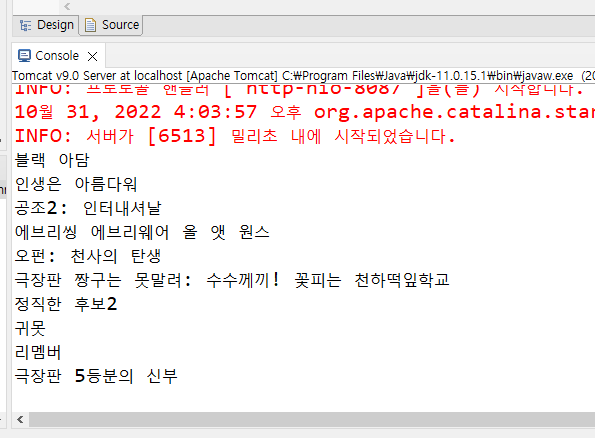 Design Source
Console
Tomcat v9.0 Server at localhost [Apache Tomcat] C:\Program Files\Java\jdk-11.0.15.1\bin\javaw.exe (20
INFO: 프로토콜 핸들러 ["http-nio-8087"]을(를) 시작합니다.
10월 31, 2022 4:03:57 오후 org.apache.catalina.star
INFO: 서버가 [6513] 밀리초 내에 시작되었습니다.
블랙 아담
인생은 아름다워
공조2: 인터내셔날
에브리씽 에브리웨어 올 앳 원스
오펀: 천사의 탄생
극장판 짱구는 못말려: 수수께끼! 꽃피는 천하떡잎학교
정직한 후보2
귀못
리멤버
극장판 5등분의 신부